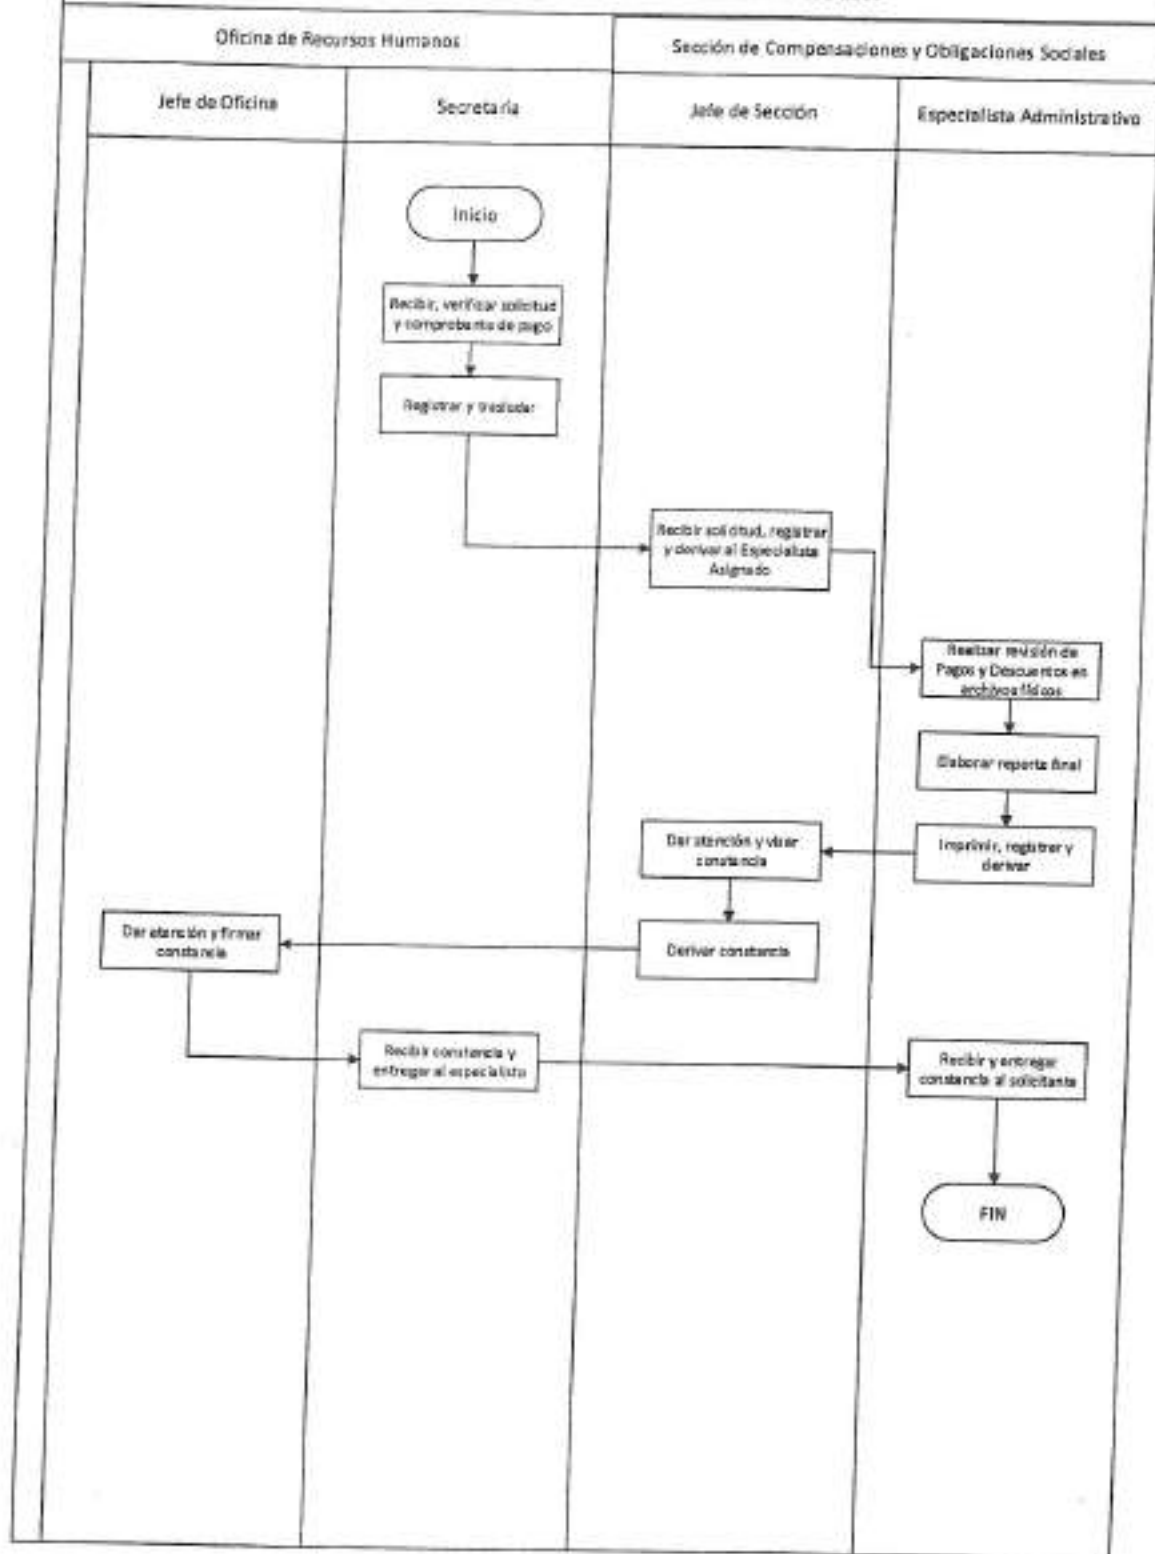 Oficina de Recursos Humanos
Sección de Compensaciones y Obligaciones Sociales
Jefe de Oficina
Secretaría
Jefe de Sección
Especialista Administrativo
Inicio
Recibir, verificar solicitud
y comprobante de pago
Registrar y trasladar
Recibir solicitud, registrar
y derivar al Especialista
Asignado
Realizar revisión de
Pagos y Descuentos en
archivos físicos
Elaborar reporte final
Imprimir, registrar y
derivar
Dar atención y visar
constancia
Derivar constancia
Dar atención y firmar
constancia
Recibir constancia y
entregar al especialista
Recibir y entregar
constancia al solicitante
FIN